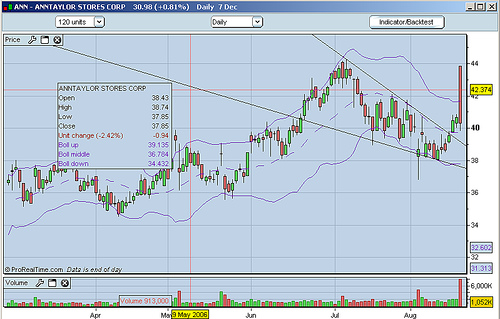 ANN - ANNTAYLOR STORES CORP 30.98 (+0.81%) Daily 7 Dec
120 units Daily Indicator/Backtest
Price
ANNTAYLOR STORES CORP
Open 38.43
High 38.74
Low 37.85
Close 37.85
Unit change (-2.42%) -0.94
Boll up 39.135
Boll middle 36.784
Boll down 34.432
44
42.374
40
38
36
34
32.602
32
31.313
© ProRealTime.com Data is end of day
Volume
6,000K
1,052K
Volume 913,000
Apr May 9 May 2006 Jun Jul Aug